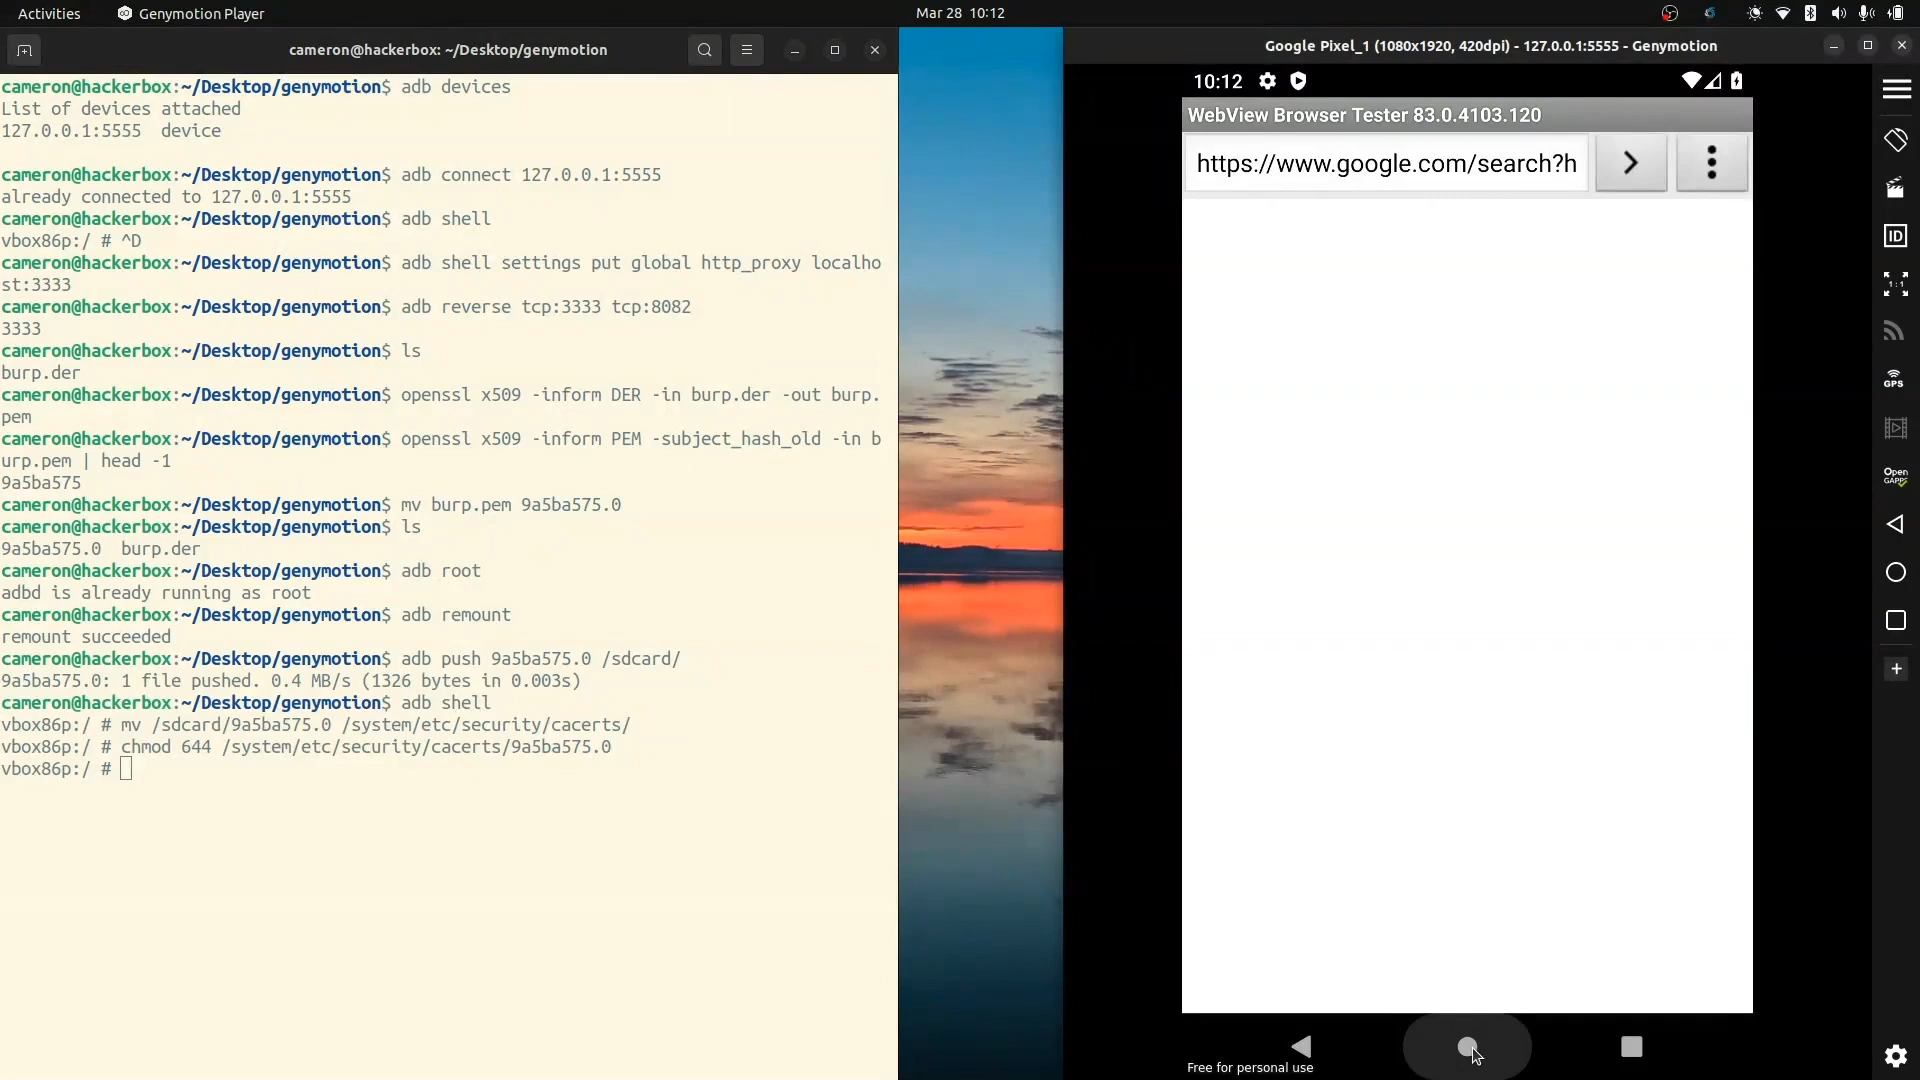 Activities
Genymotion Player
Mar 28 10:12
cameron@hackerbox: ~/Desktop/genymotion
cameron@hackerbox:~/Desktop/genymotion$ adb devices
List of devices attached
127.0.0.1:5555 device
cameron@hackerbox:~/Desktop/genymotion$ adb connect 127.0.0.1:5555
already connected to 127.0.0.1:5555
cameron@hackerbox:~/Desktop/genymotion$ adb shell
vbox86p:/ # ^D
cameron@hackerbox:~/Desktop/genymotion$ adb shell settings put global http_proxy localho
st:3333
cameron@hackerbox:~/Desktop/genymotion$ adb reverse tcp:3333 tcp:8082
3333
cameron@hackerbox:~/Desktop/genymotion$ ls
burp.der
cameron@hackerbox:~/Desktop/genymotion$ openssl x509 -inform DER -in burp.der -out burp.
pem
cameron@hackerbox:~/Desktop/genymotion$ openssl x509 -inform PEM -subject_hash_old -in b
urp.pem | head -1
9a5ba575
cameron@hackerbox:~/Desktop/genymotion$ mv burp.pem 9a5ba575.0
cameron@hackerbox:~/Desktop/genymotion$ ls
9a5ba575.0 burp.der
cameron@hackerbox:~/Desktop/genymotion$ adb root
adbd is already running as root
cameron@hackerbox:~/Desktop/genymotion$ adb remount
remount succeeded
cameron@hackerbox:~/Desktop/genymotion$ adb push 9a5ba575.0 /sdcard/
9a5ba575.0: 1 file pushed. 0.4 MB/s (1326 bytes in 0.003s)
cameron@hackerbox:~/Desktop/genymotion$ adb shell
vbox86p:/ # mv /sdcard/9a5ba575.0 /system/etc/security/cacerts/
vbox86p:/ # chmod 644 /system/etc/security/cacerts/9a5ba575.0
vbox86p:/ #
Google Pixel_1 (1080x1920, 420dpi) - 127.0.0.1:5555 - Genymotion
10:12
WebView Browser Tester 83.0.4103.120
https://www.google.com/search?h
Free for personal use
ID
1:1
GPS
Open
GAPPS